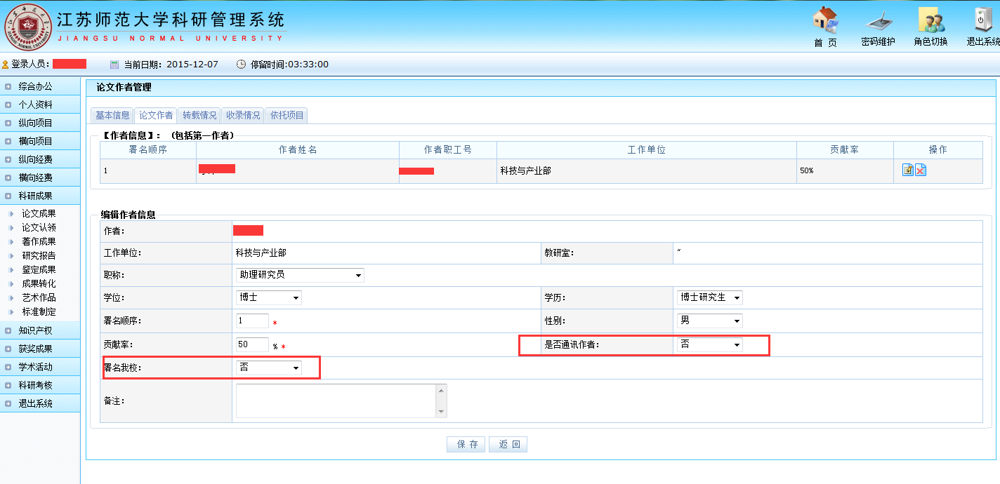 江苏师范大学科研管理系统
JIANGSU NORMAL UNIVERSITY
首 页 密码维护 角色切换 退出系统
登录人员： 当前日期：2015-12-07 停留时间:03:33:00
综合办公
个人资料
纵向项目
横向项目
纵向经费
横向经费
科研成果
论文成果
论文认领
著作成果
研究报告
鉴定成果
成果转化
艺术作品
标准制定
知识产权
获奖成果
学术活动
科研考核
退出系统
论文作者管理
基本信息 论文作者 转载情况 收录情况 依托项目
【作者信息】：（包括第一作者）
署名顺序 作者姓名 作者职工号 工作单位 贡献率 操作
1 科技与产业部 50%
编辑作者信息
作者：
工作单位： 科技与产业部 教研室： “
职称： 助理研究员
学位： 博士 学历： 博士研究生
署名顺序： 1 * 性别： 男
贡献率： 50 % * 是否通讯作者： 否
署名我校： 否
备注：
保 存 返 回